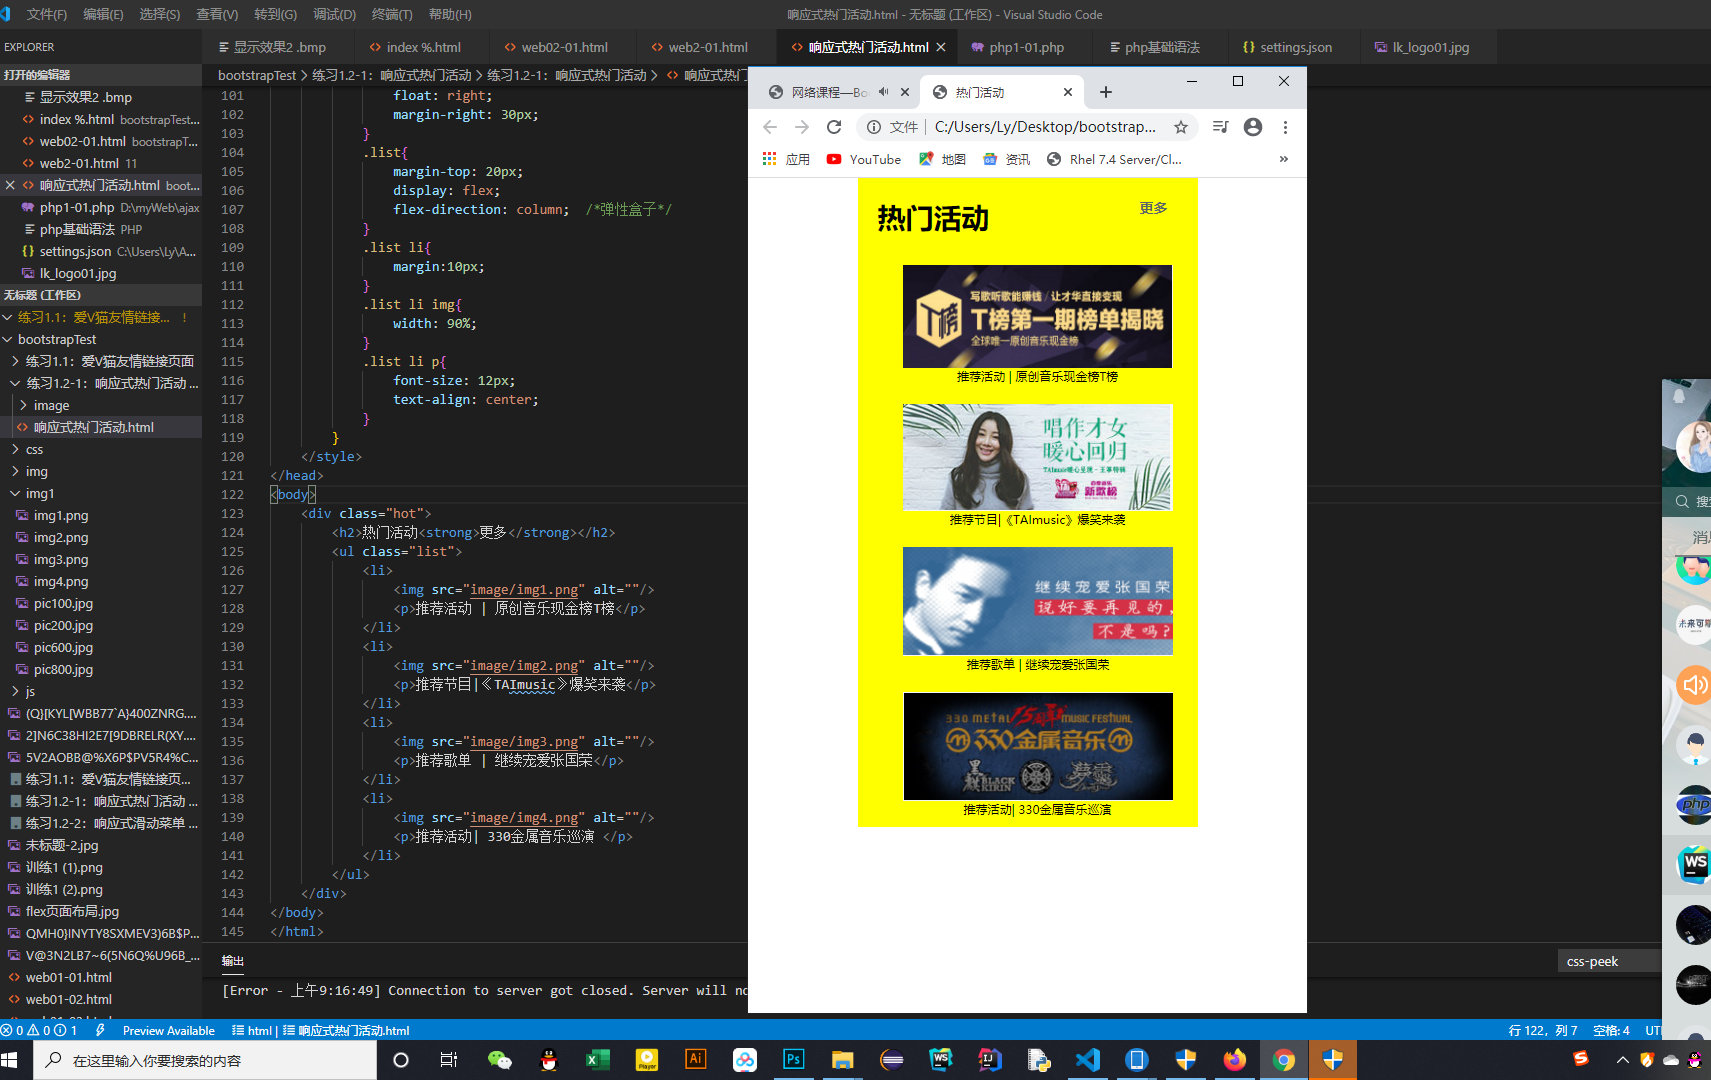 文件(F) 编辑(E) 选择(S) 查看(V) 转到(G) 调试(D) 终端(T) 帮助(H)
响应式热门活动.html - 无标题 (工作区) - Visual Studio Code
EXPLORER
显示效果2 .bmp
index %.html
web02-01.html
web2-01.html
响应式热门活动.html
php1-01.php
php基础语法
settings.json
lk_logo01.jpg
打开的编辑器
显示效果2 .bmp
index %.html bootstrapTest...
web02-01.html bootstrapT...
web2-01.html 11
响应式热门活动.html boot...
php1-01.php D:\myWeb\ajax
php基础语法 PHP
settings.json C:\Users\Ly\A...
lk_logo01.jpg
无标题 (工作区)
练习1.1：爱V猫友情链接... !
bootstrapTest
练习1.1：爱V猫友情链接页面
练习1.2-1：响应式热门活动 ...
image
响应式热门活动.html
css
img
img1
img1.png
img2.png
img3.png
img4.png
pic100.jpg
pic200.jpg
pic600.jpg
pic800.jpg
js
(Q}[KYL[WBB77`A}400ZNRG....
2]N6C38HI2E7[9DBRELR(XY....
5V2AOBB@%X6P$PV5R4%C...
练习1.1：爱V猫友情链接页...
练习1.2-1：响应式热门活动 ...
练习1.2-2：响应式滑动菜单 ...
未标题-2.jpg
训练1 (1).png
训练1 (2).png
flex页面布局.jpg
QMH0}INYTY8SXMEV3}6B$P...
V@3N2LB7~6(5N6Q%U96B_...
web01-01.html
web01-02.html
bootstrapTest > 练习1.2-1：响应式热门活动 > 练习1.2-1：响应式热门活动 > 响应式热门活
101 float: right;
102 margin-right: 30px;
103 }
104 .list{
105 margin-top: 20px;
106 display: flex;
107 flex-direction: column; /*弹性盒子*/
108 }
109 .list li{
110 margin:10px;
111 }
112 .list li img{
113 width: 90%;
114 }
115 .list li p{
116 font-size: 12px;
117 text-align: center;
118 }
119 }
120 </style>
121 </head>
122 <body>
123 <div class="hot">
124 <h2>热门活动<strong>更多</strong></h2>
125 <ul class="list">
126 <li>
127 <img src="image/img1.png" alt=""/>
128 <p>推荐活动 | 原创音乐现金榜T榜</p>
129 </li>
130 <li>
131 <img src="image/img2.png" alt=""/>
132 <p>推荐节目|《TAImusic》爆笑来袭</p>
133 </li>
134 <li>
135 <img src="image/img3.png" alt=""/>
136 <p>推荐歌单 | 继续宠爱张国荣</p>
137 </li>
138 <li>
139 <img src="image/img4.png" alt=""/>
140 <p>推荐活动| 330金属音乐巡演 </p>
141 </li>
142 </ul>
143 </div>
144 </body>
145 </html>
输出
css-peek
[Error - 上午9:16:49] Connection to server got closed. Server will no
网络课程—Bo
热门活动
文件 C:/Users/Ly/Desktop/bootstrap...
应用 YouTube 地图 资讯 Rhel 7.4 Server/Cl... »
热门活动
更多
写歌听歌能赚钱 / 让才华直接变现
T榜
T榜第一期榜单揭晓
全球唯一原创音乐现金榜
推荐活动 | 原创音乐现金榜T榜
唱作才女
暖心回归
新歌榜
推荐节目|《TAImusic》爆笑来袭
继续宠爱张国荣
说好要再见的，
不是吗?
推荐歌单 | 继续宠爱张国荣
330 METAL 15周年 MUSIC FESTIVAL
330金属音乐
BLACK KIRIN
推荐活动| 330金属音乐巡演
搜
消
未来可
php
WS
0 0 1 Preview Available html | 响应式热门活动.html
行 122，列 7 空格: 4 UT
在这里输入你要搜索的内容
Player
Ai
Ps
WS
IJ